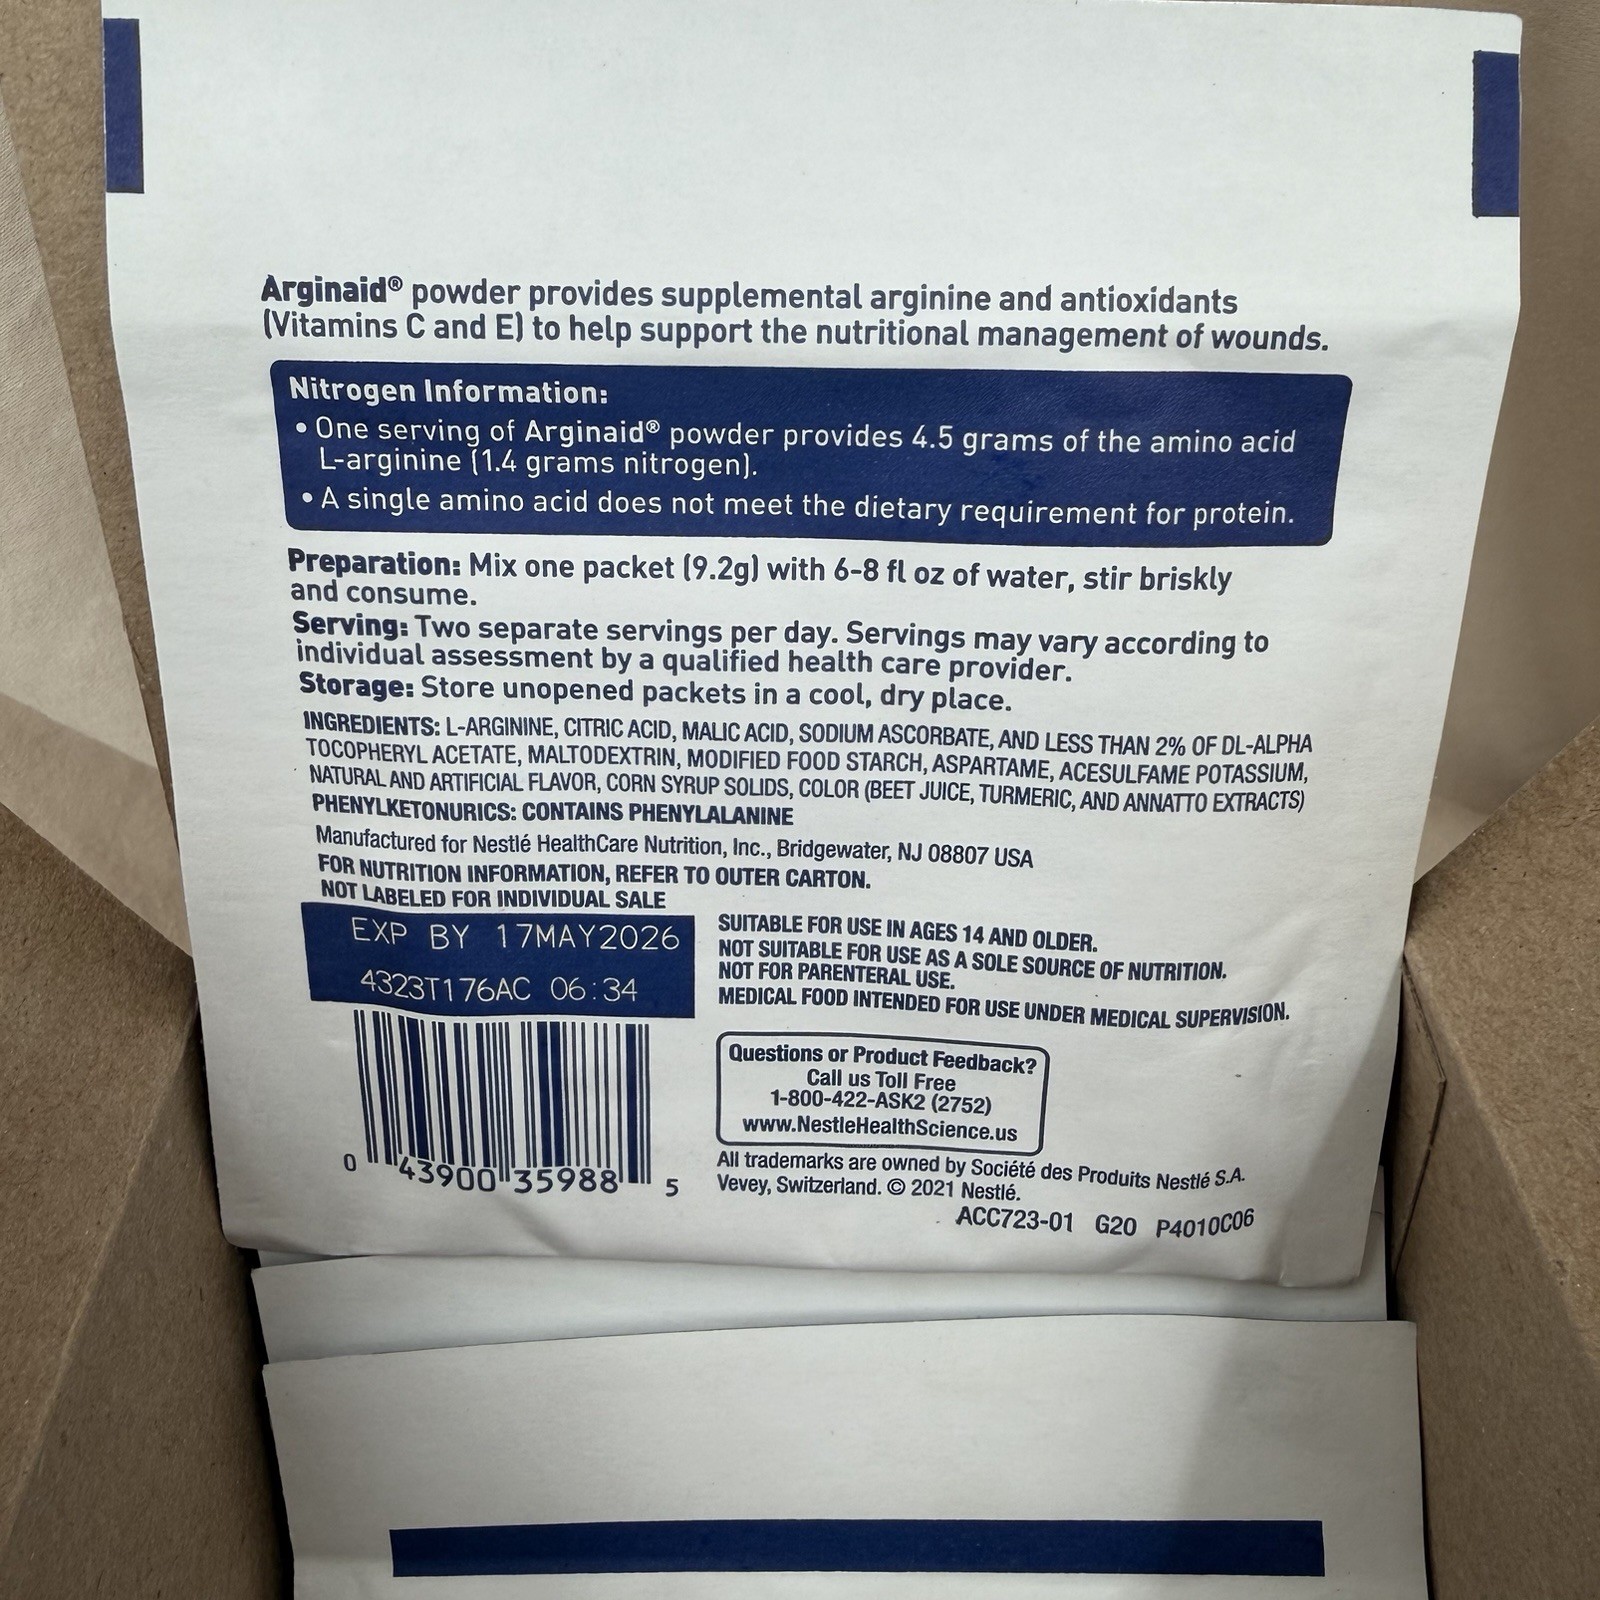 Arginaid® powder provides supplemental arginine and antioxidants
(Vitamins C and E) to help support the nutritional management of wounds.
Nitrogen Information:
• One serving of Arginaid® powder provides 4.5 grams of the amino acid
L-arginine (1.4 grams nitrogen).
• A single amino acid does not meet the dietary requirement for protein.
Preparation: Mix one packet (9.2g) with 6-8 fl oz of water, stir briskly
and consume.
Serving: Two separate servings per day. Servings may vary according to
individual assessment by a qualified health care provider.
Storage: Store unopened packets in a cool, dry place.
INGREDIENTS: L-ARGININE, CITRIC ACID, MALIC ACID, SODIUM ASCORBATE, AND LESS THAN 2% OF DL-ALPHA
TOCOPHERYL ACETATE, MALTODEXTRIN, MODIFIED FOOD STARCH, ASPARTAME, ACESULFAME POTASSIUM,
NATURAL AND ARTIFICIAL FLAVOR, CORN SYRUP SOLIDS, COLOR (BEET JUICE, TURMERIC, AND ANNATTO EXTRACTS)
PHENYLKETONURICS: CONTAINS PHENYLALANINE
Manufactured for Nestlé HealthCare Nutrition, Inc., Bridgewater, NJ 08807 USA
FOR NUTRITION INFORMATION, REFER TO OUTER CARTON.
NOT LABELED FOR INDIVIDUAL SALE
EXP BY 17MAY2026
4323T176AC 06:34
0 43900 35988 5
SUITABLE FOR USE IN AGES 14 AND OLDER.
NOT SUITABLE FOR USE AS A SOLE SOURCE OF NUTRITION.
NOT FOR PARENTERAL USE.
MEDICAL FOOD INTENDED FOR USE UNDER MEDICAL SUPERVISION.
Questions or Product Feedback?
Call us Toll Free
1-800-422-ASK2 (2752)
www.NestleHealthScience.us
All trademarks are owned by Société des Produits Nestlé S.A.
Vevey, Switzerland. © 2021 Nestlé.
ACC723-01 G20 P4010C06